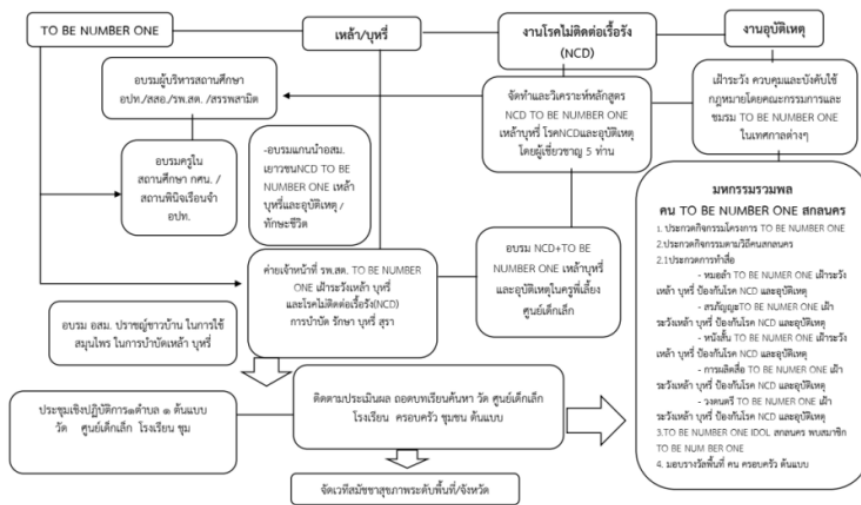 TO BE NUMBER ONE
เหล้า/บุหรี่
งานโรคไม่ติดต่อเรื้อรัง
(NCD)
งานอุบัติเหตุ
อบรมผู้บริหารสถานศึกษา
อปท./สสอ./รพ.สต. /สรรพสามิต
จัดทำและวิเคราะห์หลักสูตร
NCD TO BE NUMBER ONE
เหล้าบุหรี่ โรคNCDและอุบัติเหตุ
โดยผู้เชี่ยวชาญ 5 ท่าน
เฝ้าระวัง ควบคุมและบังคับใช้
กฎหมายโดยคณะกรรมการและ
ชมรม TO BE NUMBER ONE
ในเทศกาลต่างๆ
อบรมครูใน
สถานศึกษา กศน. /
สถานพินิจเรือนจำ
อปท.
-อบรมแกนนำอสม.
เยาวชนNCD TO BE
NUMBER ONE เหล้า
บุหรี่และอุบัติเหตุ /
ทักษะชีวิต
อบรม NCD+TO BE
NUMBER ONE เหล้าบุหรี่
และอุบัติเหตุในครูพี่เลี้ยง
ศูนย์เด็กเล็ก
ค่ายเจ้าหน้าที่ รพ.สต. TO BE NUMBER
ONE เฝ้าระวังเหล้า บุหรี่
และโรคไม่ติดต่อเรื้อรัง(NCD)
การบำบัด รักษา บุหรี่ สุรา
อบรม อสม. ปราชญ์ชาวบ้าน ในการใช้
สมุนไพร ในการบำบัดเหล้า บุหรี่
มหกรรมรวมพล
คน TO BE NUMBER ONE สกลนคร
1. ประกวดกิจกรรมโครงการ TO BE NUMBER ONE
2.ประกวดกิจกรรมตามวิถีคนสกลนคร
2.1ประกวดการทำสื่อ
- หมอลำ TO BE NUMER ONE เฝ้าระวัง
เหล้า บุหรี่ ป้องกันโรค NCD และอุบัติเหตุ
- สรภัญญะTO BE NUMER ONE เฝ้า
ระวังเหล้า บุหรี่ ป้องกันโรค NCD และอุบัติเหตุ
- หนังสั้น TO BE NUMER ONE เฝ้าระวัง
เหล้า บุหรี่ ป้องกันโรค NCD และอุบัติเหตุ
- การผลิตสื่อ TO BE NUMER ONE เฝ้า
ระวังเหล้า บุหรี่ ป้องกันโรค NCD และอุบัติเหตุ
- วงดนตรี TO BE NUMER ONE เฝ้า
ระวังเหล้า บุหรี่ ป้องกันโรค NCD และอุบัติเหตุ
3.TO BE NUMBER ONE IDOL สกลนคร พบสมาชิก
TO BE NUM BER ONE
4. มอบรางวัลพื้นที่ คน ครอบครัว ต้นแบบ
ประชุมเชิงปฏิบัติการ๑ตำบล ๑ ต้นแบบ
วัด ศูนย์เด็กเล็ก โรงเรียน ชุม
ติดตามประเมินผล ถอดบทเรียนค้นหา วัด ศูนย์เด็กเล็ก
โรงเรียน ครอบครัว ชุมชน ต้นแบบ
จัดเวทีสมัชชาสุขภาพระดับพื้นที่/จังหวัด